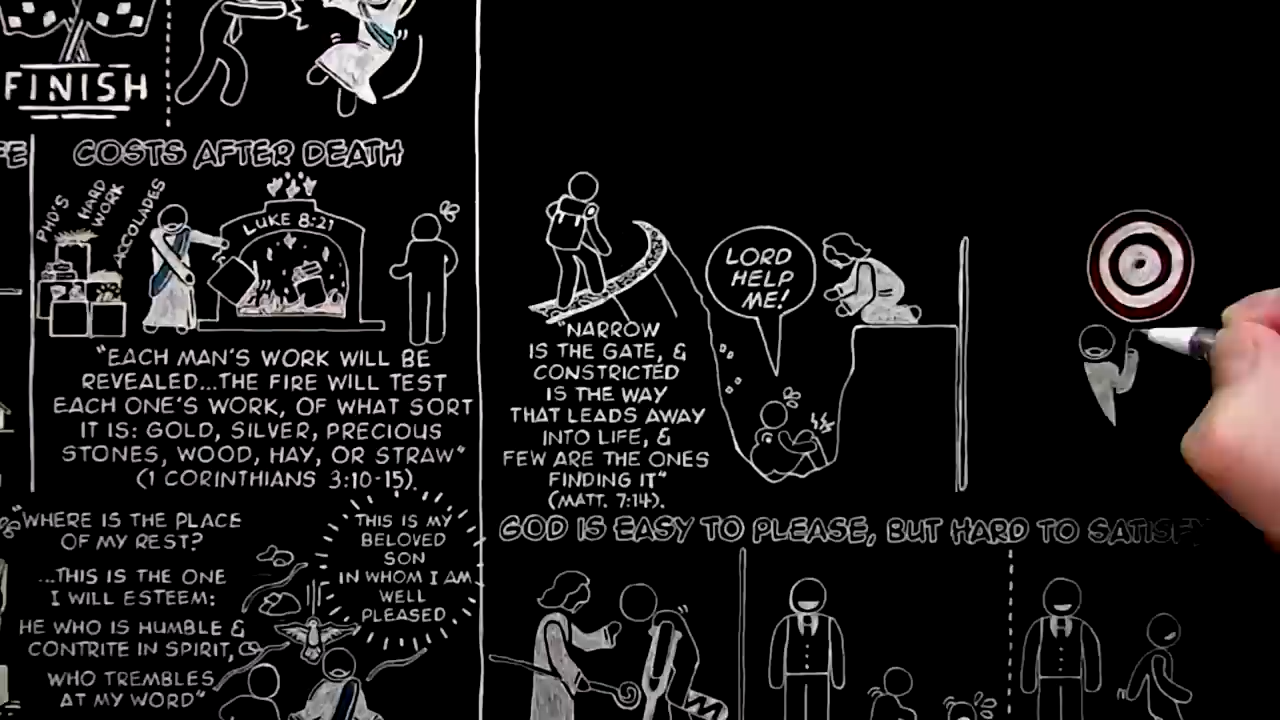 FINISH
FE
COSTS AFTER DEATH
PHD'S
HARD
WORK
ACCOLADES
LUKE 8:21
"EACH MAN'S WORK WILL BE
REVEALED...THE FIRE WILL TEST
EACH ONE'S WORK, OF WHAT SORT
IT IS: GOLD, SILVER, PRECIOUS
STONES, WOOD, HAY, OR STRAW"
(1 CORINTHIANS 3:10-15).
"WHERE IS THE PLACE
OF MY REST?
...THIS IS THE ONE
I WILL ESTEEM:
HE WHO IS HUMBLE &
CONTRITE IN SPIRIT,
WHO TREMBLES
AT MY WORD"
THIS IS MY
BELOVED
SON
IN WHOM I AM
WELL
PLEASED
LORD
HELP
ME!
"NARROW
IS THE GATE, &
CONSTRICTED
IS THE WAY
THAT LEADS AWAY
INTO LIFE, &
FEW ARE THE ONES
FINDING IT"
(MATT. 7:14).
GOD IS EASY TO PLEASE, BUT HARD TO SATISFY